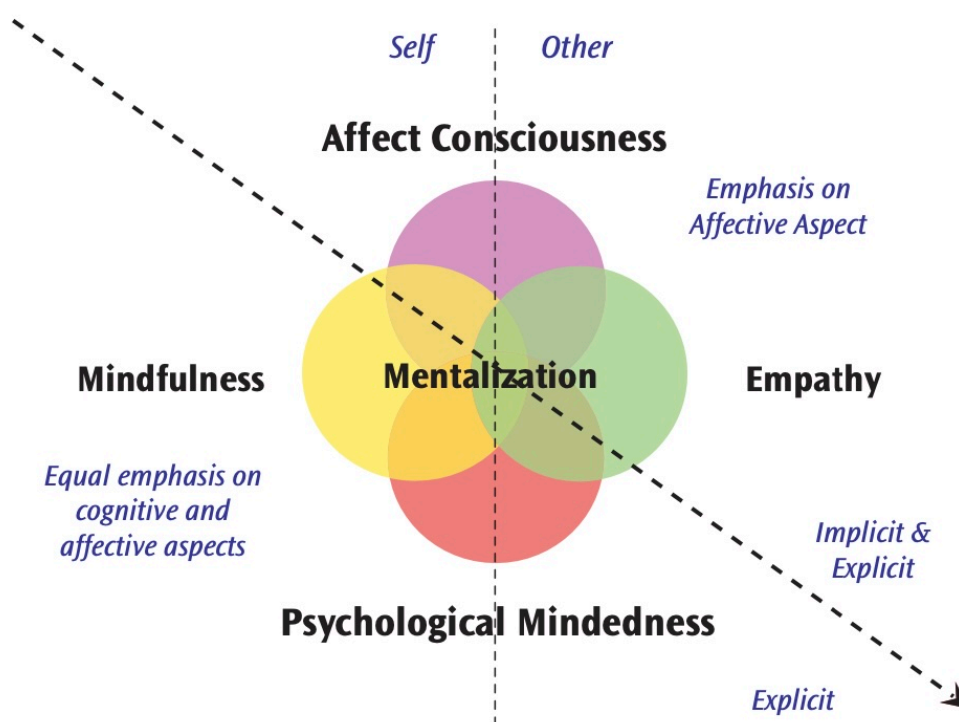 Self
Other
Affect Consciousness
Emphasis on
Affective Aspect
Mindfulness
Mentalization
Empathy
Equal emphasis on
cognitive and
affective aspects
Implicit &
Explicit
Psychological Mindedness
Explicit